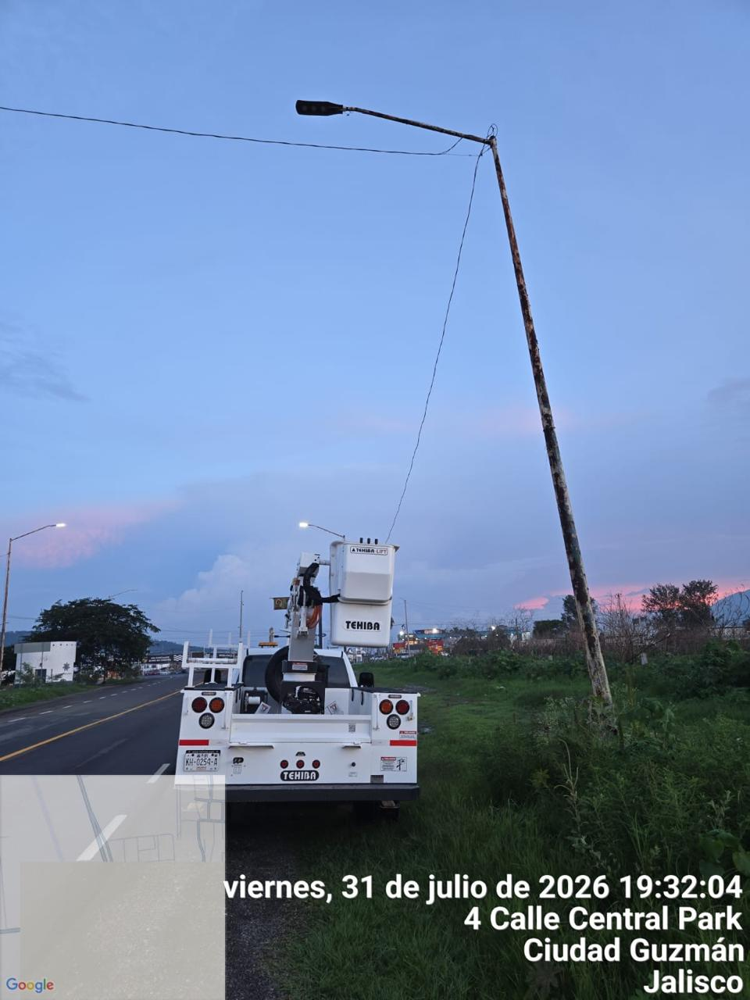 TEHIBA-LIFT
TEHIBA
KH-0259-A
TEHIBA
viernes, 31 de julio de 2026 19:32:04
4 Calle Central Park
Ciudad Guzmán
Jalisco
Google